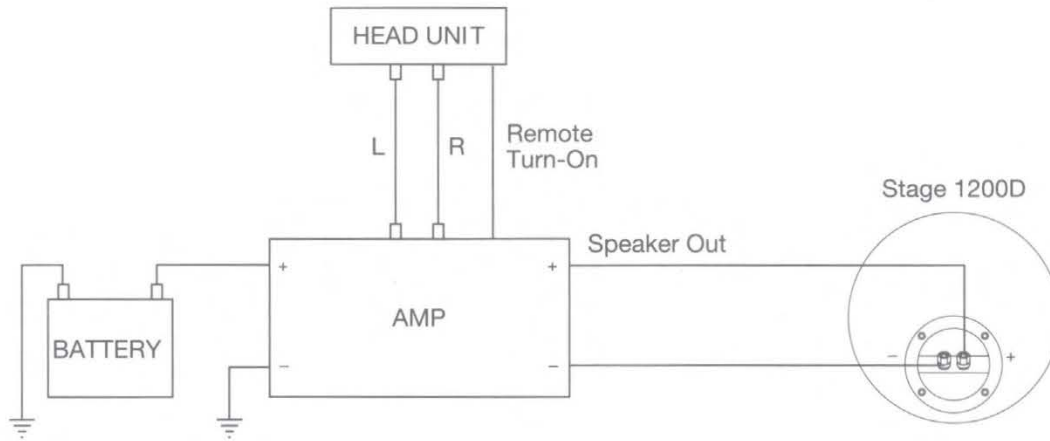 HEAD UNIT
L
R
Remote
Turn-On
Stage 1200D
Speaker Out
+
+
AMP
BATTERY
−
−
−
+